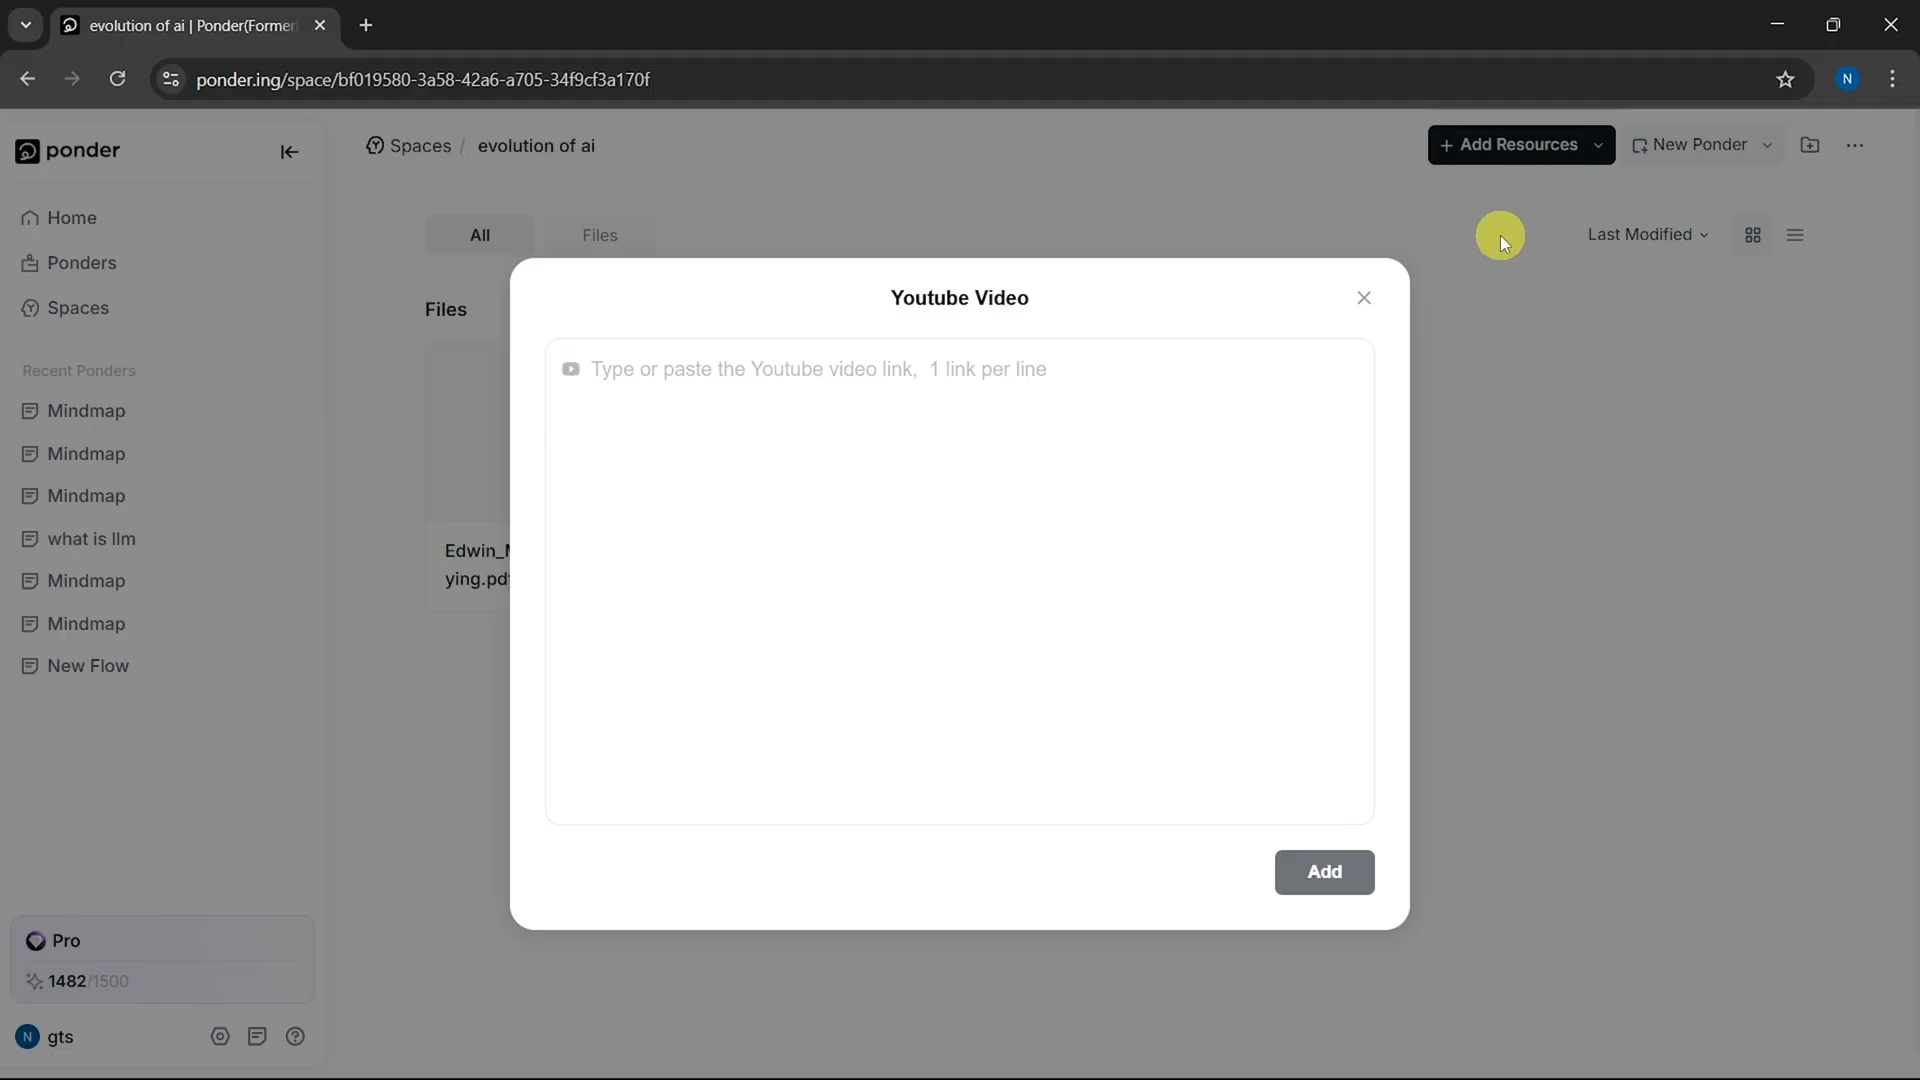 evolution of ai | Ponder(Former
ponder.ing/space/bf019580-3a58-42a6-a705-34f9cf3a170f
N
ponder
Spaces / evolution of ai
+ Add Resources
New Ponder
Home
Ponders
Spaces
All
Files
Last Modified
Files
Youtube Video
Type or paste the Youtube video link, 1 link per line
Recent Ponders
Mindmap
Mindmap
Mindmap
what is llm
Mindmap
Mindmap
New Flow
Edwin_
ying.pd
Add
Pro
1482/1500
N gts